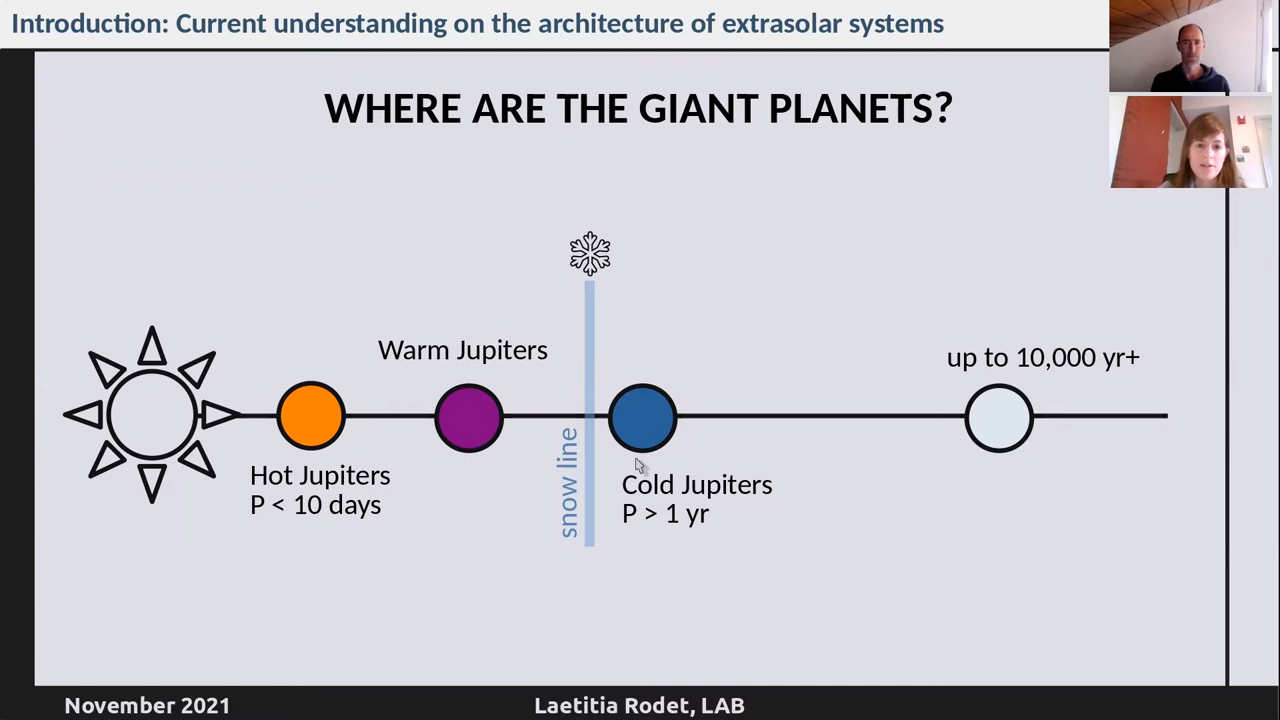 Introduction: Current understanding on the architecture of extrasolar systems
WHERE ARE THE GIANT PLANETS?
Warm Jupiters
up to 10,000 yr+
Hot Jupiters
P < 10 days
snow line
Cold Jupiters
P > 1 yr
November 2021
Laetitia Rodet, LAB